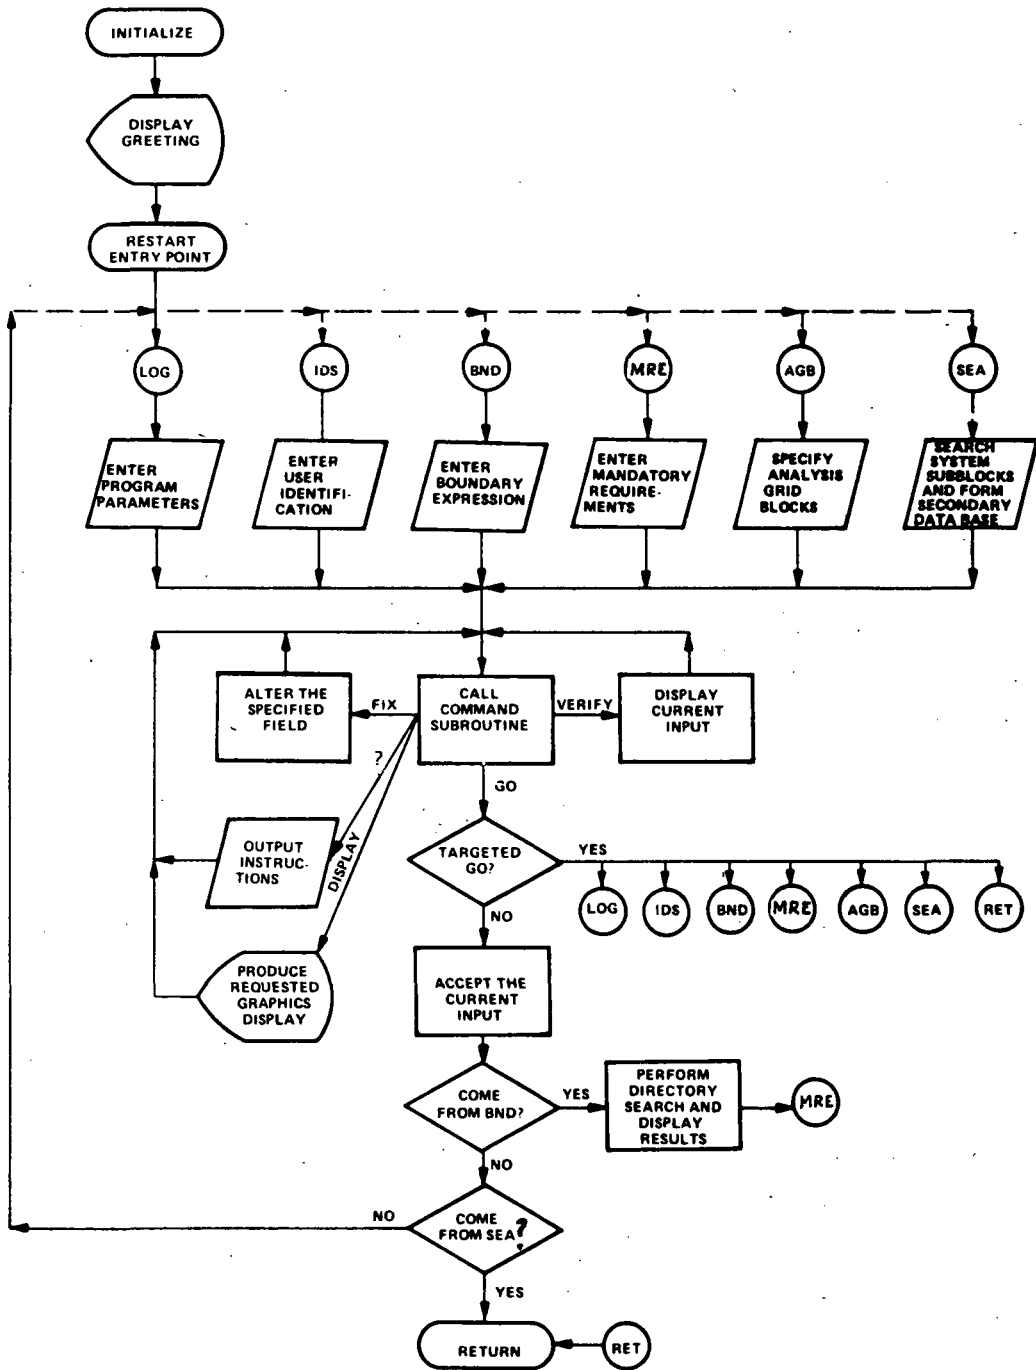 INITIALIZE
DISPLAY
GREETING
RESTART
ENTRY POINT
LOG
IDS
BND
MRE
AGB
SEA
ENTER
PROGRAM
PARAMETERS
ENTER
USER
IDENTIFI-
CATION
ENTER
BOUNDARY
EXPRESSION
ENTER
MANDATORY
REQUIRE-
MENTS
SPECIFY
ANALYSIS
GRID
BLOCKS
SEARCH
SYSTEM
SUBBLOCKS
AND FORM
SECONDARY
DATA BASE
ALTER THE
SPECIFIED
FIELD
FIX
CALL
COMMAND
SUBROUTINE
VERIFY
DISPLAY
CURRENT
INPUT
?
DISPLAY
GO
OUTPUT
INSTRUC-
TIONS
TARGETED
GO?
YES
LOG
IDS
BND
MRE
AGB
SEA
RET
NO
PRODUCE
REQUESTED
GRAPHICS
DISPLAY
ACCEPT THE
CURRENT
INPUT
COME
FROM BND?
YES
PERFORM
DIRECTORY
SEARCH AND
DISPLAY
RESULTS
MRE
NO
COME
FROM SEA?
NO
YES
RETURN
RET